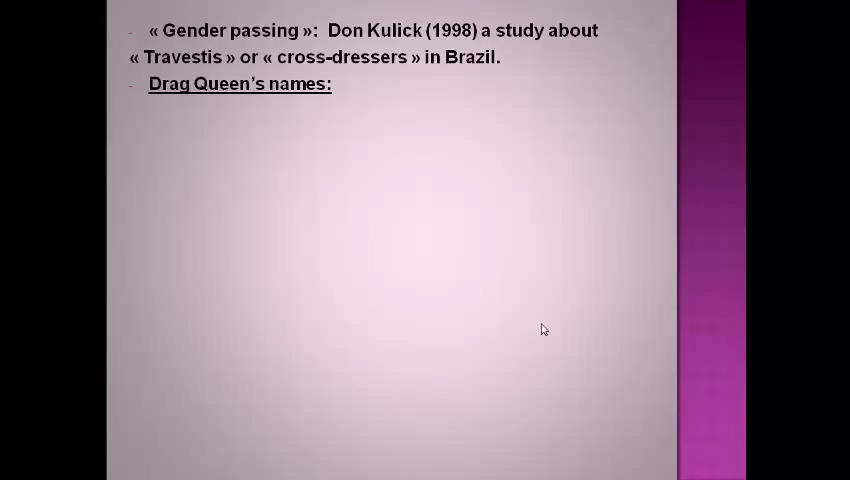 - « Gender passing »: Don Kulick (1998) a study about
« Travestis » or « cross-dressers » in Brazil.
- Drag Queen's names: